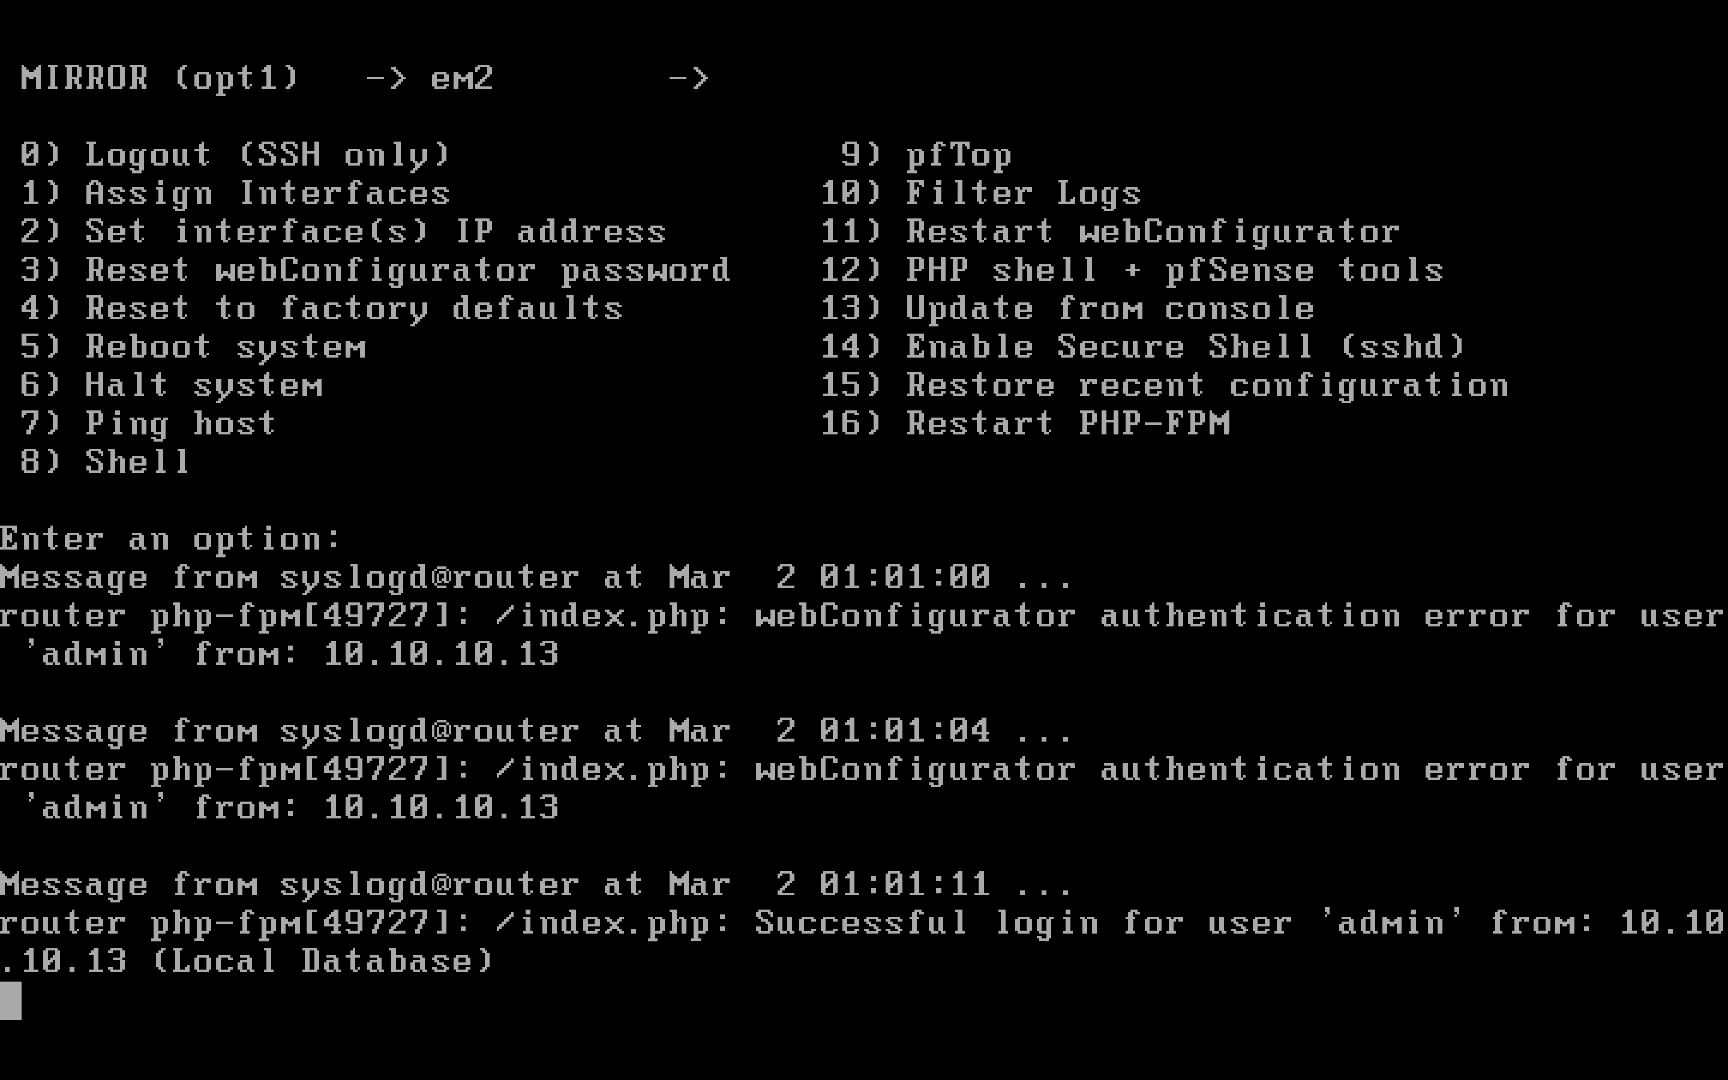 MIRROR (opt1)   -> em2        ->
0) Logout (SSH only)                  9) pfTop
1) Assign Interfaces                 10) Filter Logs
2) Set interface(s) IP address       11) Restart webConfigurator
3) Reset webConfigurator password    12) PHP shell + pfSense tools
4) Reset to factory defaults         13) Update from console
5) Reboot system                     14) Enable Secure Shell (sshd)
6) Halt system                       15) Restore recent configuration
7) Ping host                         16) Restart PHP-FPM
8) Shell
Enter an option:
Message from syslogd@router at Mar  2 01:01:00 ...
router php-fpm[49727]: /index.php: webConfigurator authentication error for user
'admin' from: 10.10.10.13
Message from syslogd@router at Mar  2 01:01:04 ...
router php-fpm[49727]: /index.php: webConfigurator authentication error for user
'admin' from: 10.10.10.13
Message from syslogd@router at Mar  2 01:01:11 ...
router php-fpm[49727]: /index.php: Successful login for user 'admin' from: 10.10
.10.13 (Local Database)